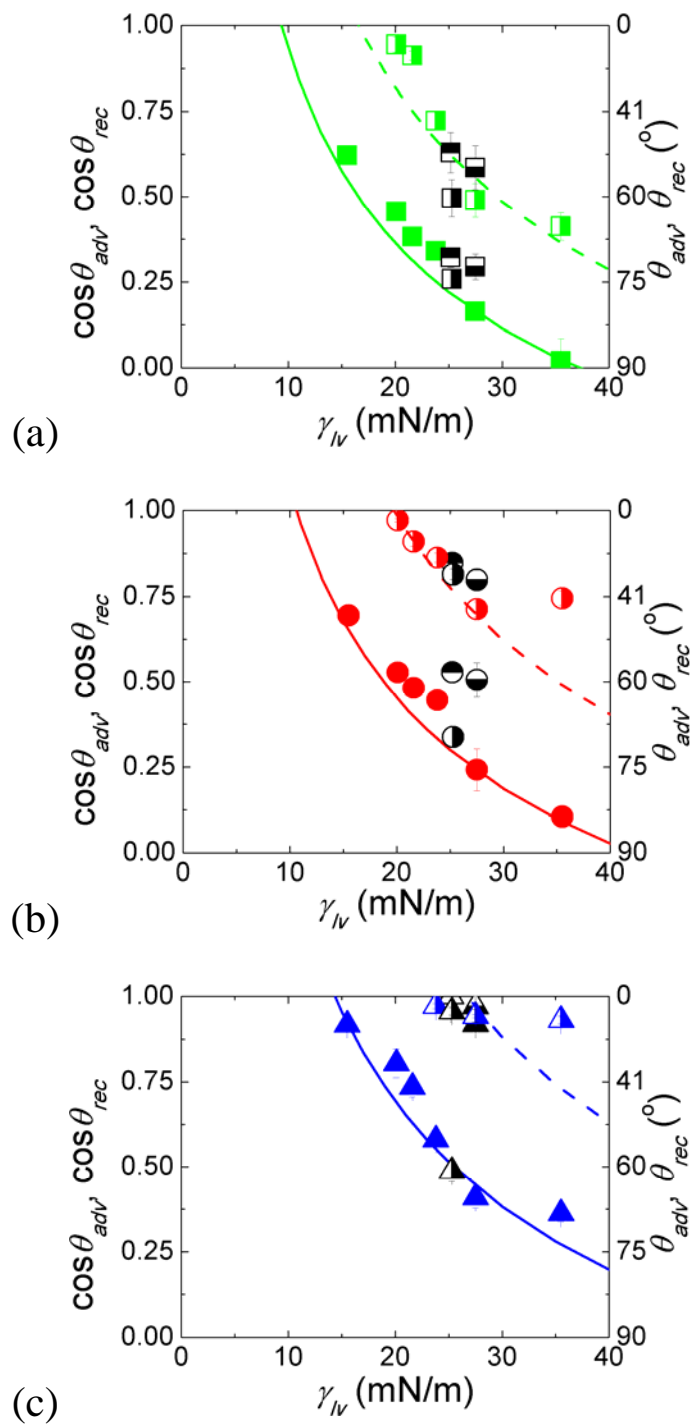 1.00 0
0.75 41
0.50 60
0.25 75
0.00 90
0 10 20 30 40
cosθadv, cosθrec
θadv, θrec (°)
γlv (mN/m)
(a)
1.00 0
0.75 41
0.50 60
0.25 75
0.00 90
0 10 20 30 40
cosθadv, cosθrec
θadv, θrec (°)
γlv (mN/m)
(b)
1.00 0
0.75 41
0.50 60
0.25 75
0.00 90
0 10 20 30 40
cosθadv, cosθrec
θadv, θrec (°)
γlv (mN/m)
(c)